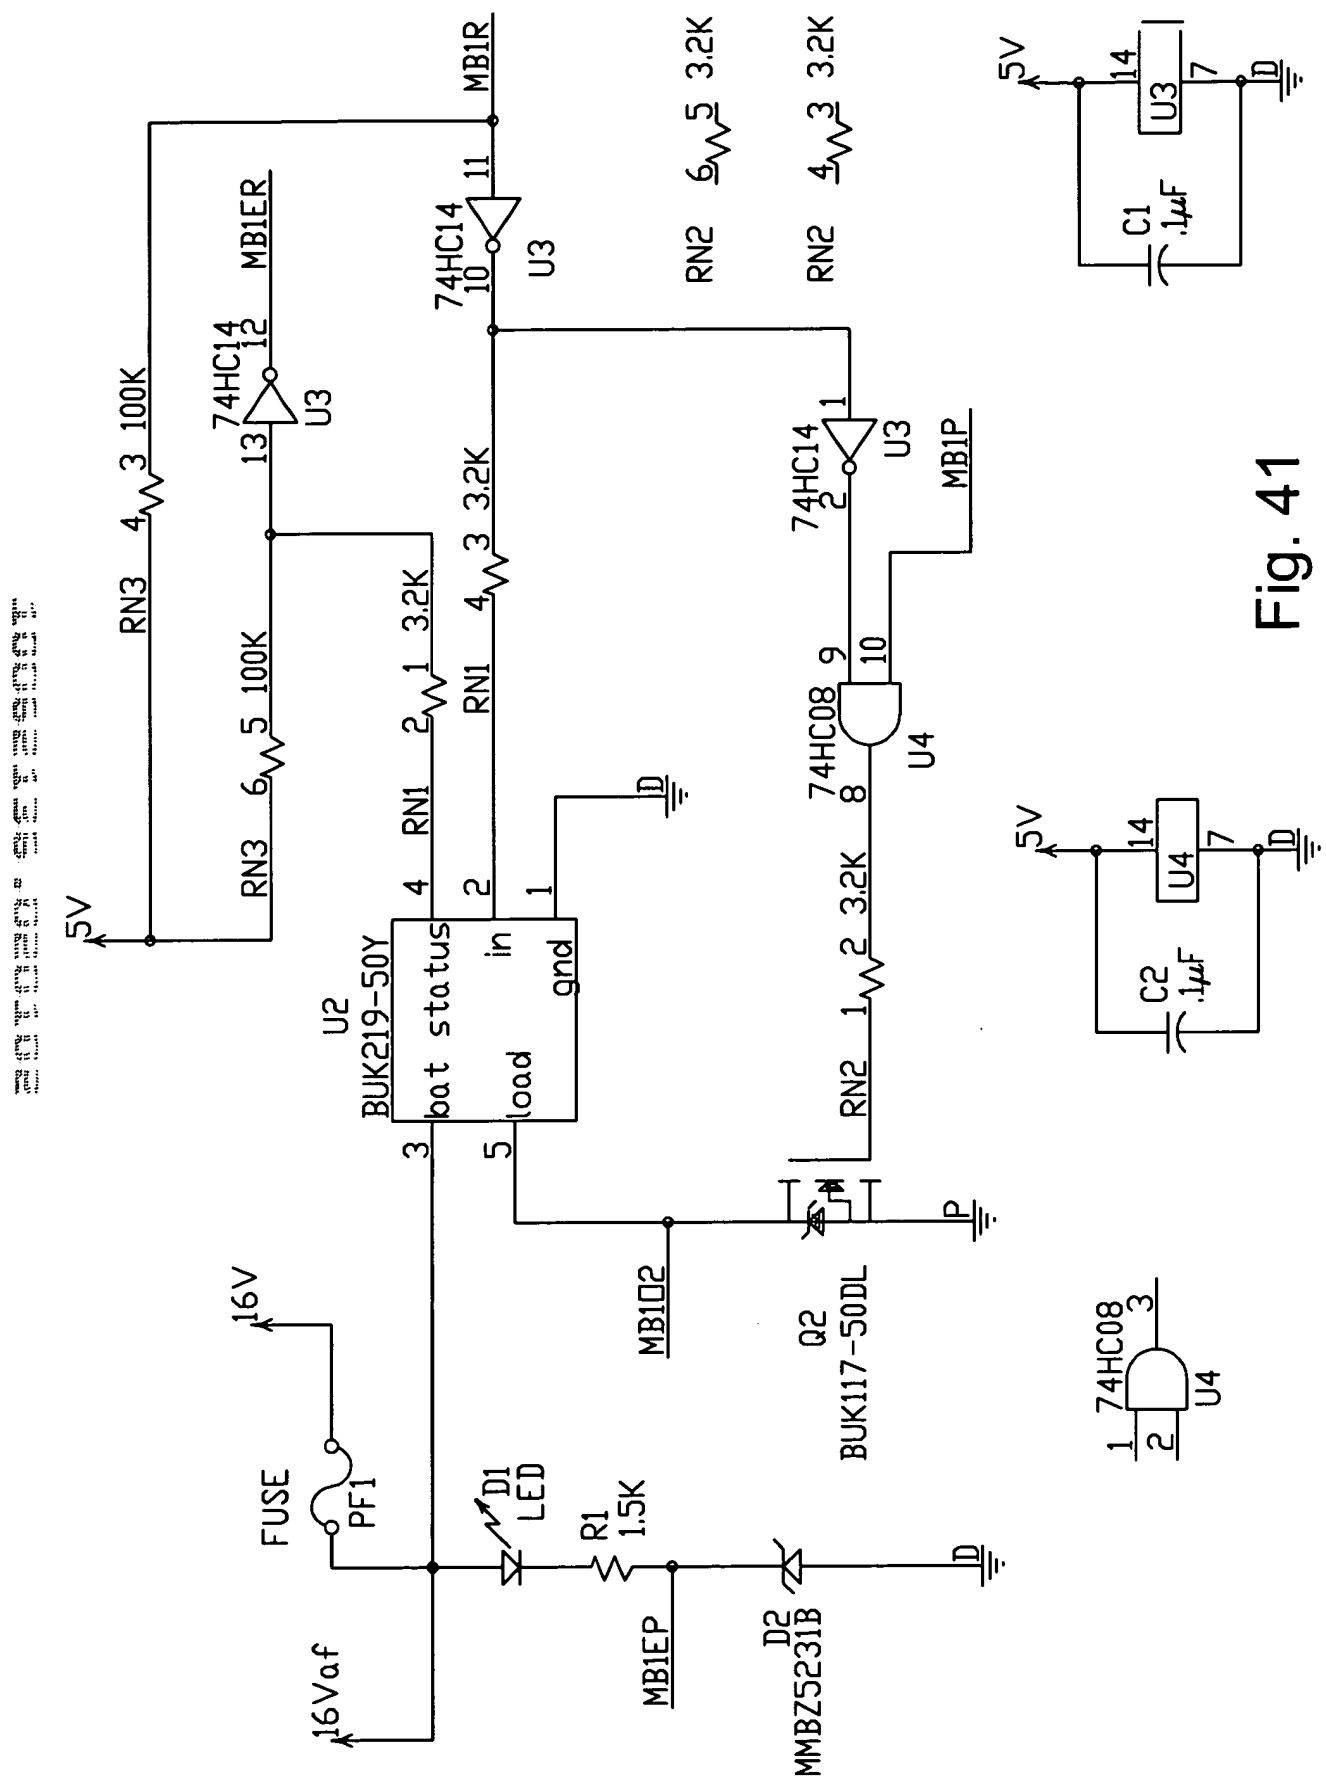 16Vaf
16V
FUSE
PF1
D1
LED
R1
1.5K
MB1EP
D2
MMBZ5231B
D
5V
U2
BUK219-50Y
3
bat status
4
5
load
in
2
gnd
1
D
RN3 4 3 100K
RN3 6 5 100K
13
74HC14
12
U3
MB1ER
RN1 2 1 3.2K
RN1 4 3 3.2K
74HC14
10
11
U3
MB1R
MB1O2
Q2
BUK117-50DL
P
RN2 1 2 3.2K
8
74HC08
9
10
U4
74HC14
2
1
U3
MB1P
RN2 6 5 3.2K
RN2 4 3 3.2K
1
2
74HC08
3
U4
C2
.1µF
5V
14
U4
7
D
C1
.1µF
5V
14
U3
7
D
Fig. 41